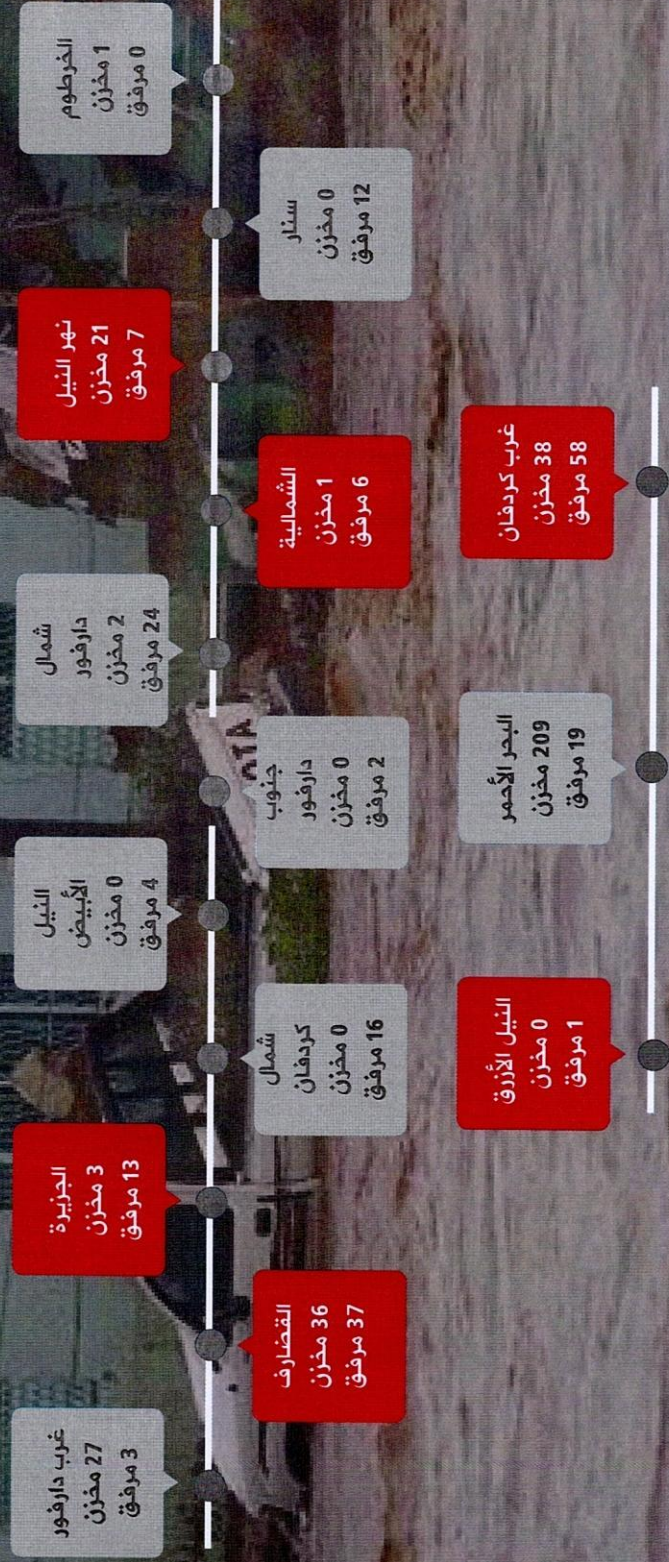 الخرطوم
1 مخزن
0 مرفق
سنار
0 مخزن
12 مرفق
نهر النيل
21 مخزن
7 مرفق
الشمالية
1 مخزن
6 مرفق
شمال
دارفور
2 مخزن
24 مرفق
جنوب
دارفور
0 مخزن
2 مرفق
النيل
الأبيض
0 مخزن
4 مرفق
شمال
كردفان
0 مخزن
16 مرفق
الجزيرة
3 مخزن
13 مرفق
القضارف
36 مخزن
37 مرفق
غرب دارفور
27 مخزن
3 مرفق
غرب كردفان
38 مخزن
58 مرفق
البحر الأحمر
209 مخزن
19 مرفق
النيل الأزرق
0 مخزن
1 مرفق